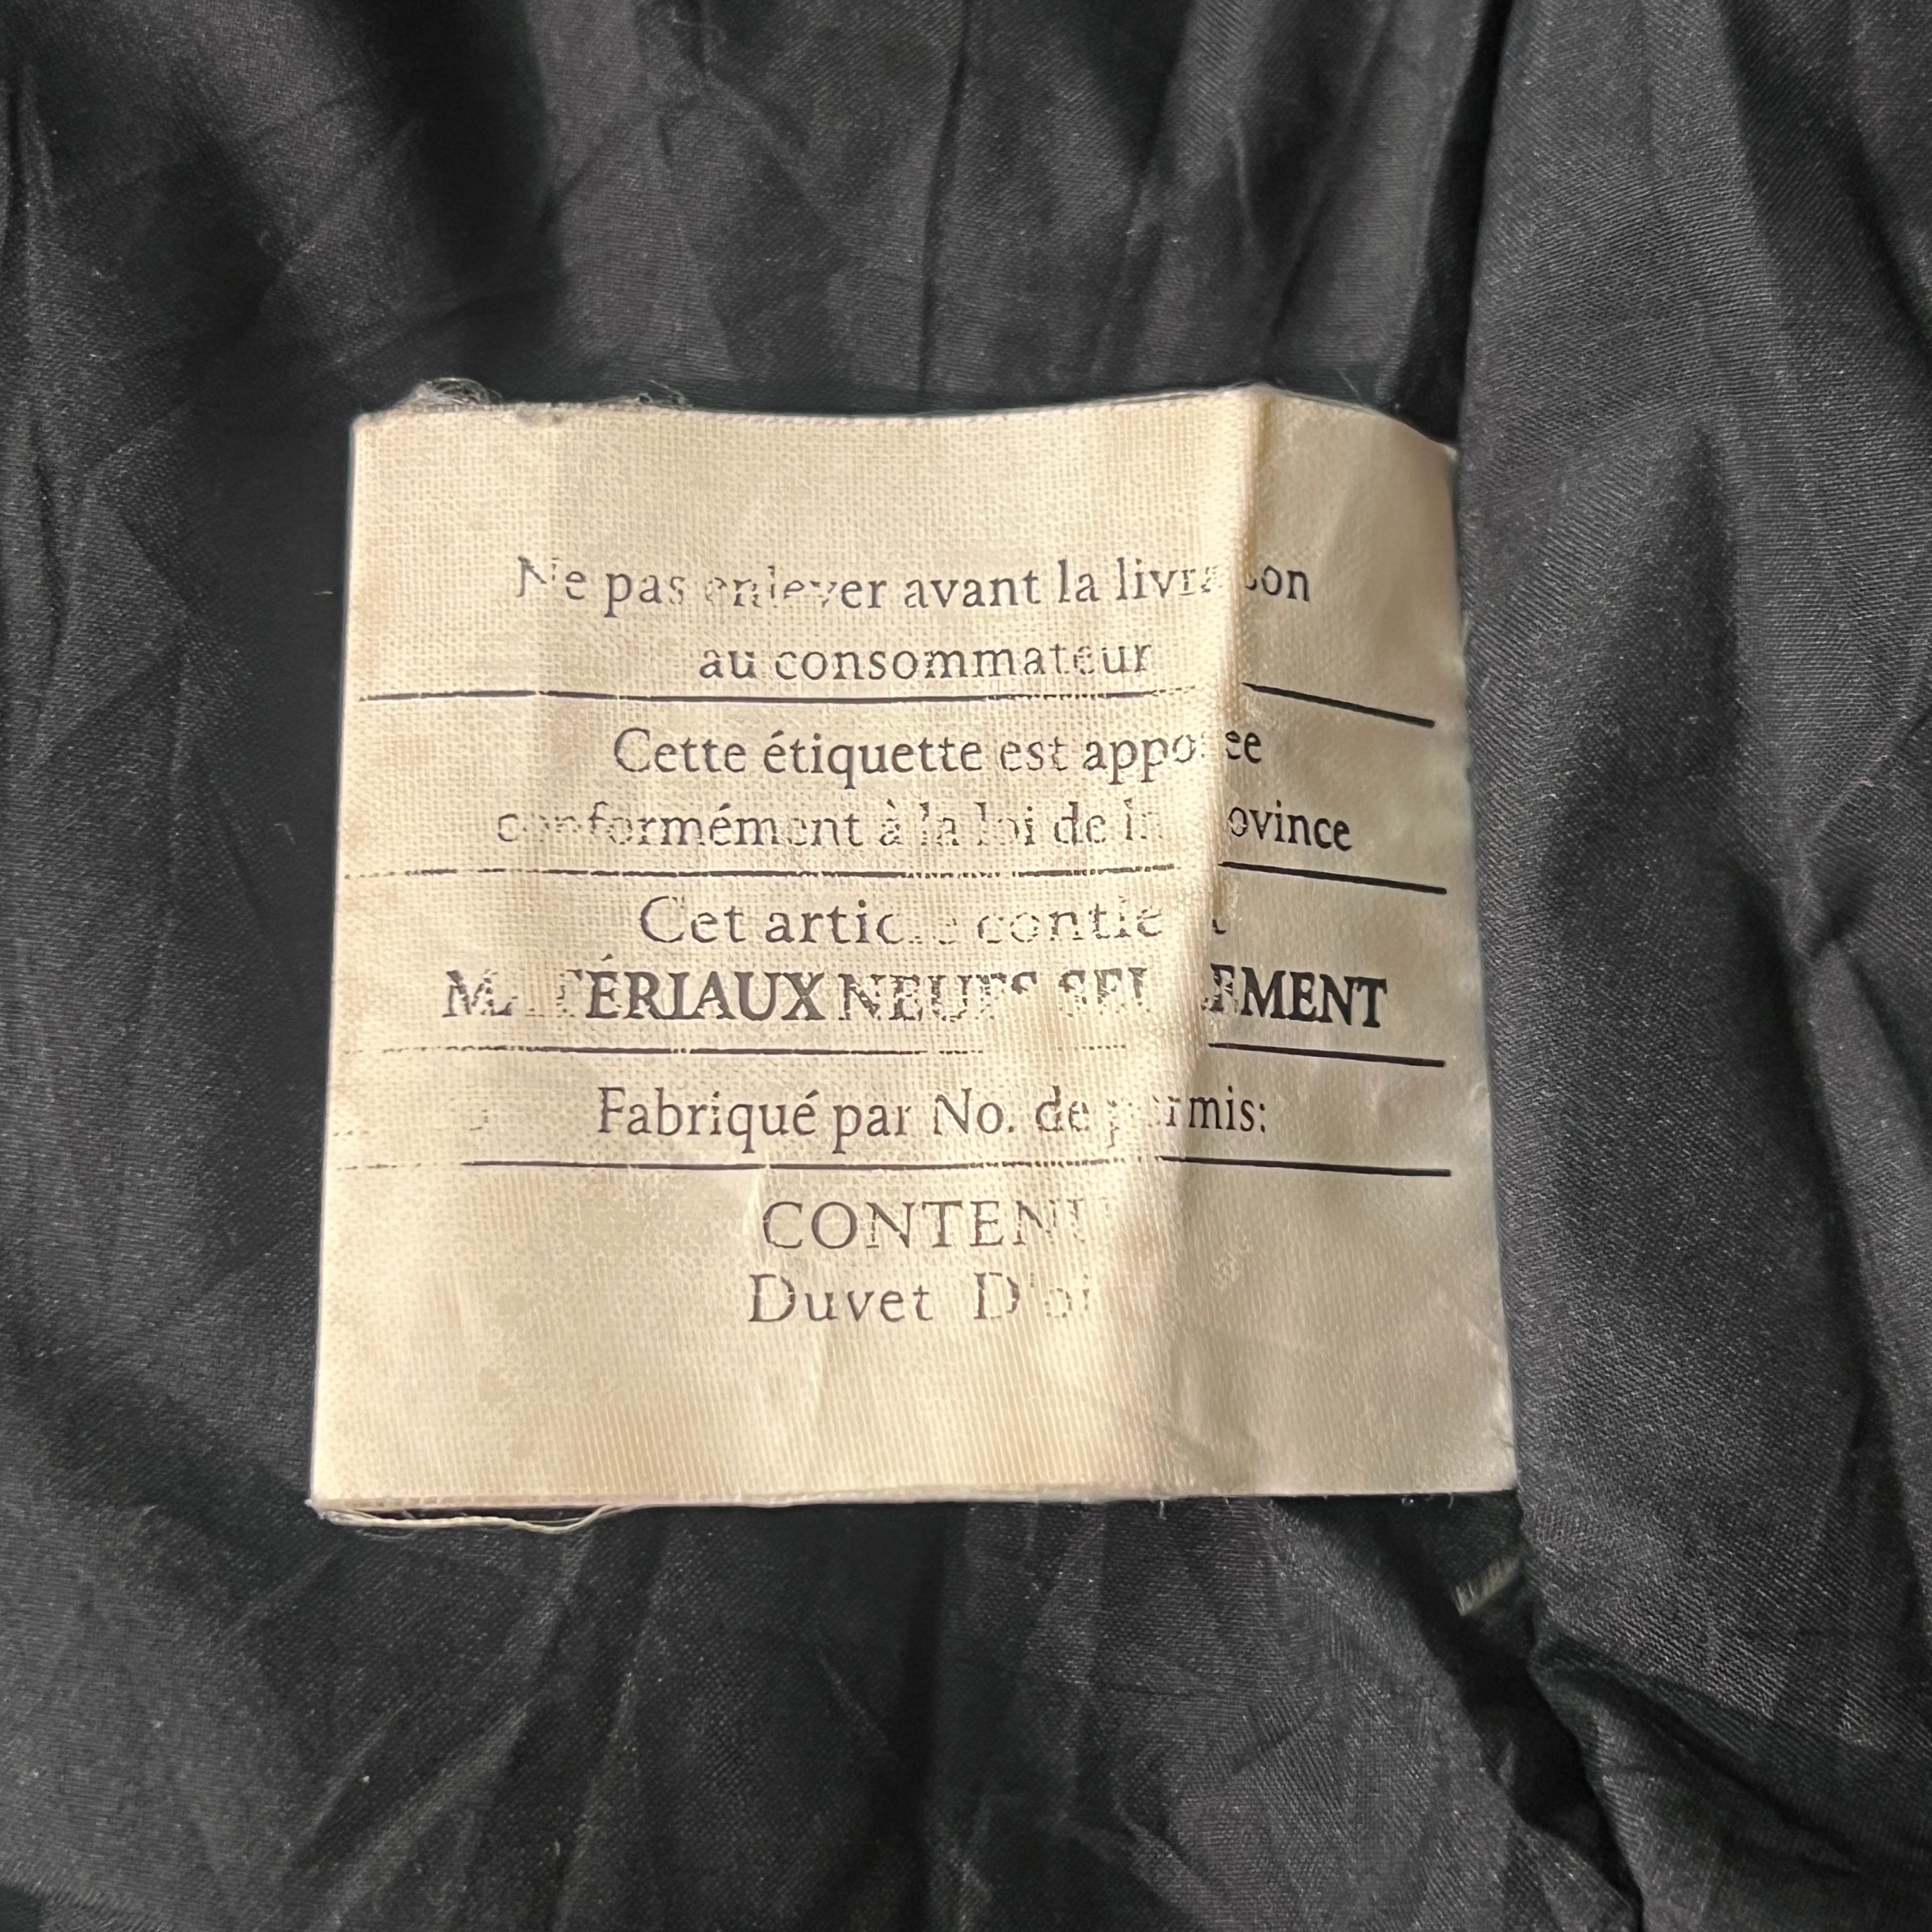 Ne pas enlever avant la livraison
au consommateur
Cette étiquette est apposée
conformément à la loi de la province
Cet article contient
MATÉRIAUX NEUFS SEULEMENT
Fabriqué par No. de permis:
CONTENU
Duvet